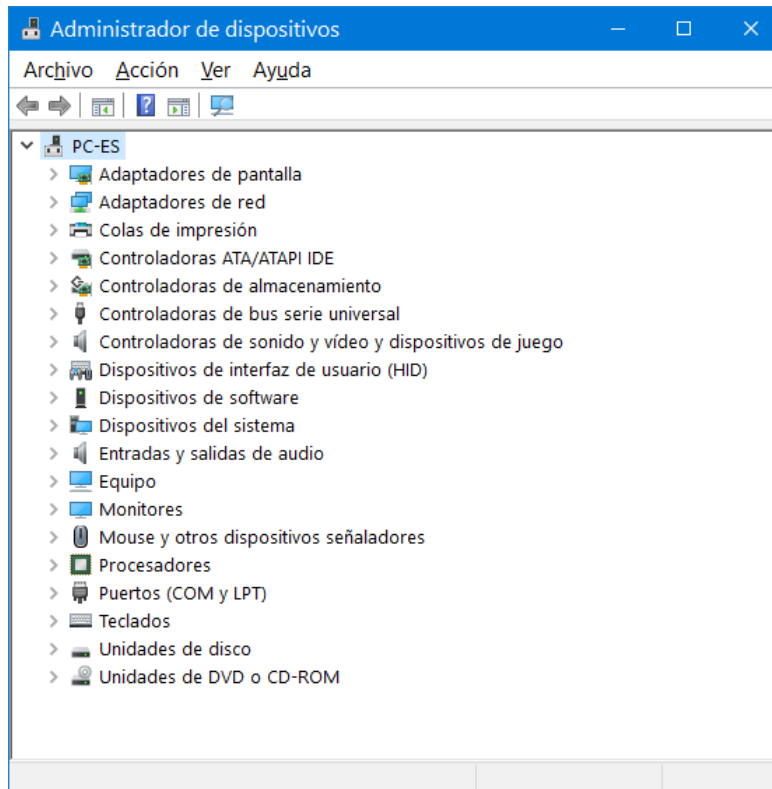 Administrador de dispositivos
Archivo Acción Ver Ayuda
PC-ES
Adaptadores de pantalla
Adaptadores de red
Colas de impresión
Controladoras ATA/ATAPI IDE
Controladoras de almacenamiento
Controladoras de bus serie universal
Controladoras de sonido y vídeo y dispositivos de juego
Dispositivos de interfaz de usuario (HID)
Dispositivos de software
Dispositivos del sistema
Entradas y salidas de audio
Equipo
Monitores
Mouse y otros dispositivos señaladores
Procesadores
Puertos (COM y LPT)
Teclados
Unidades de disco
Unidades de DVD o CD-ROM